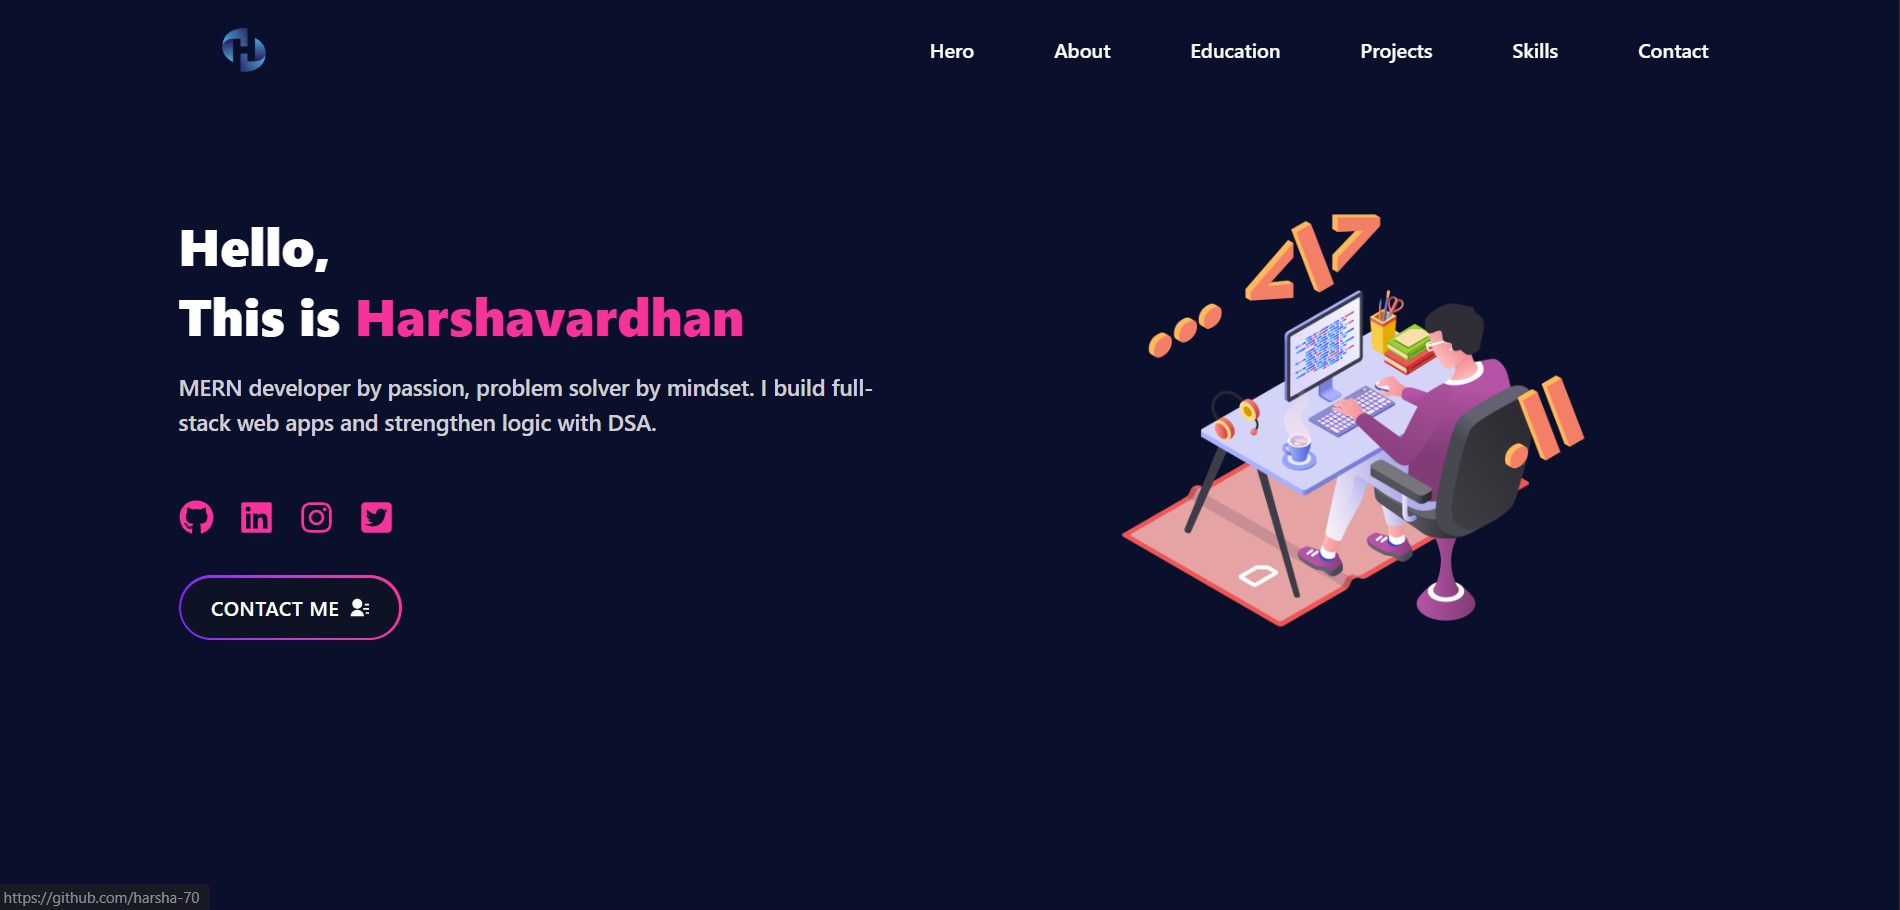 Hero About Education Projects Skills Contact
Hello,
This is Harshavardhan
MERN developer by passion, problem solver by mindset. I build full-
stack web apps and strengthen logic with DSA.
CONTACT ME
https://github.com/harsha-70